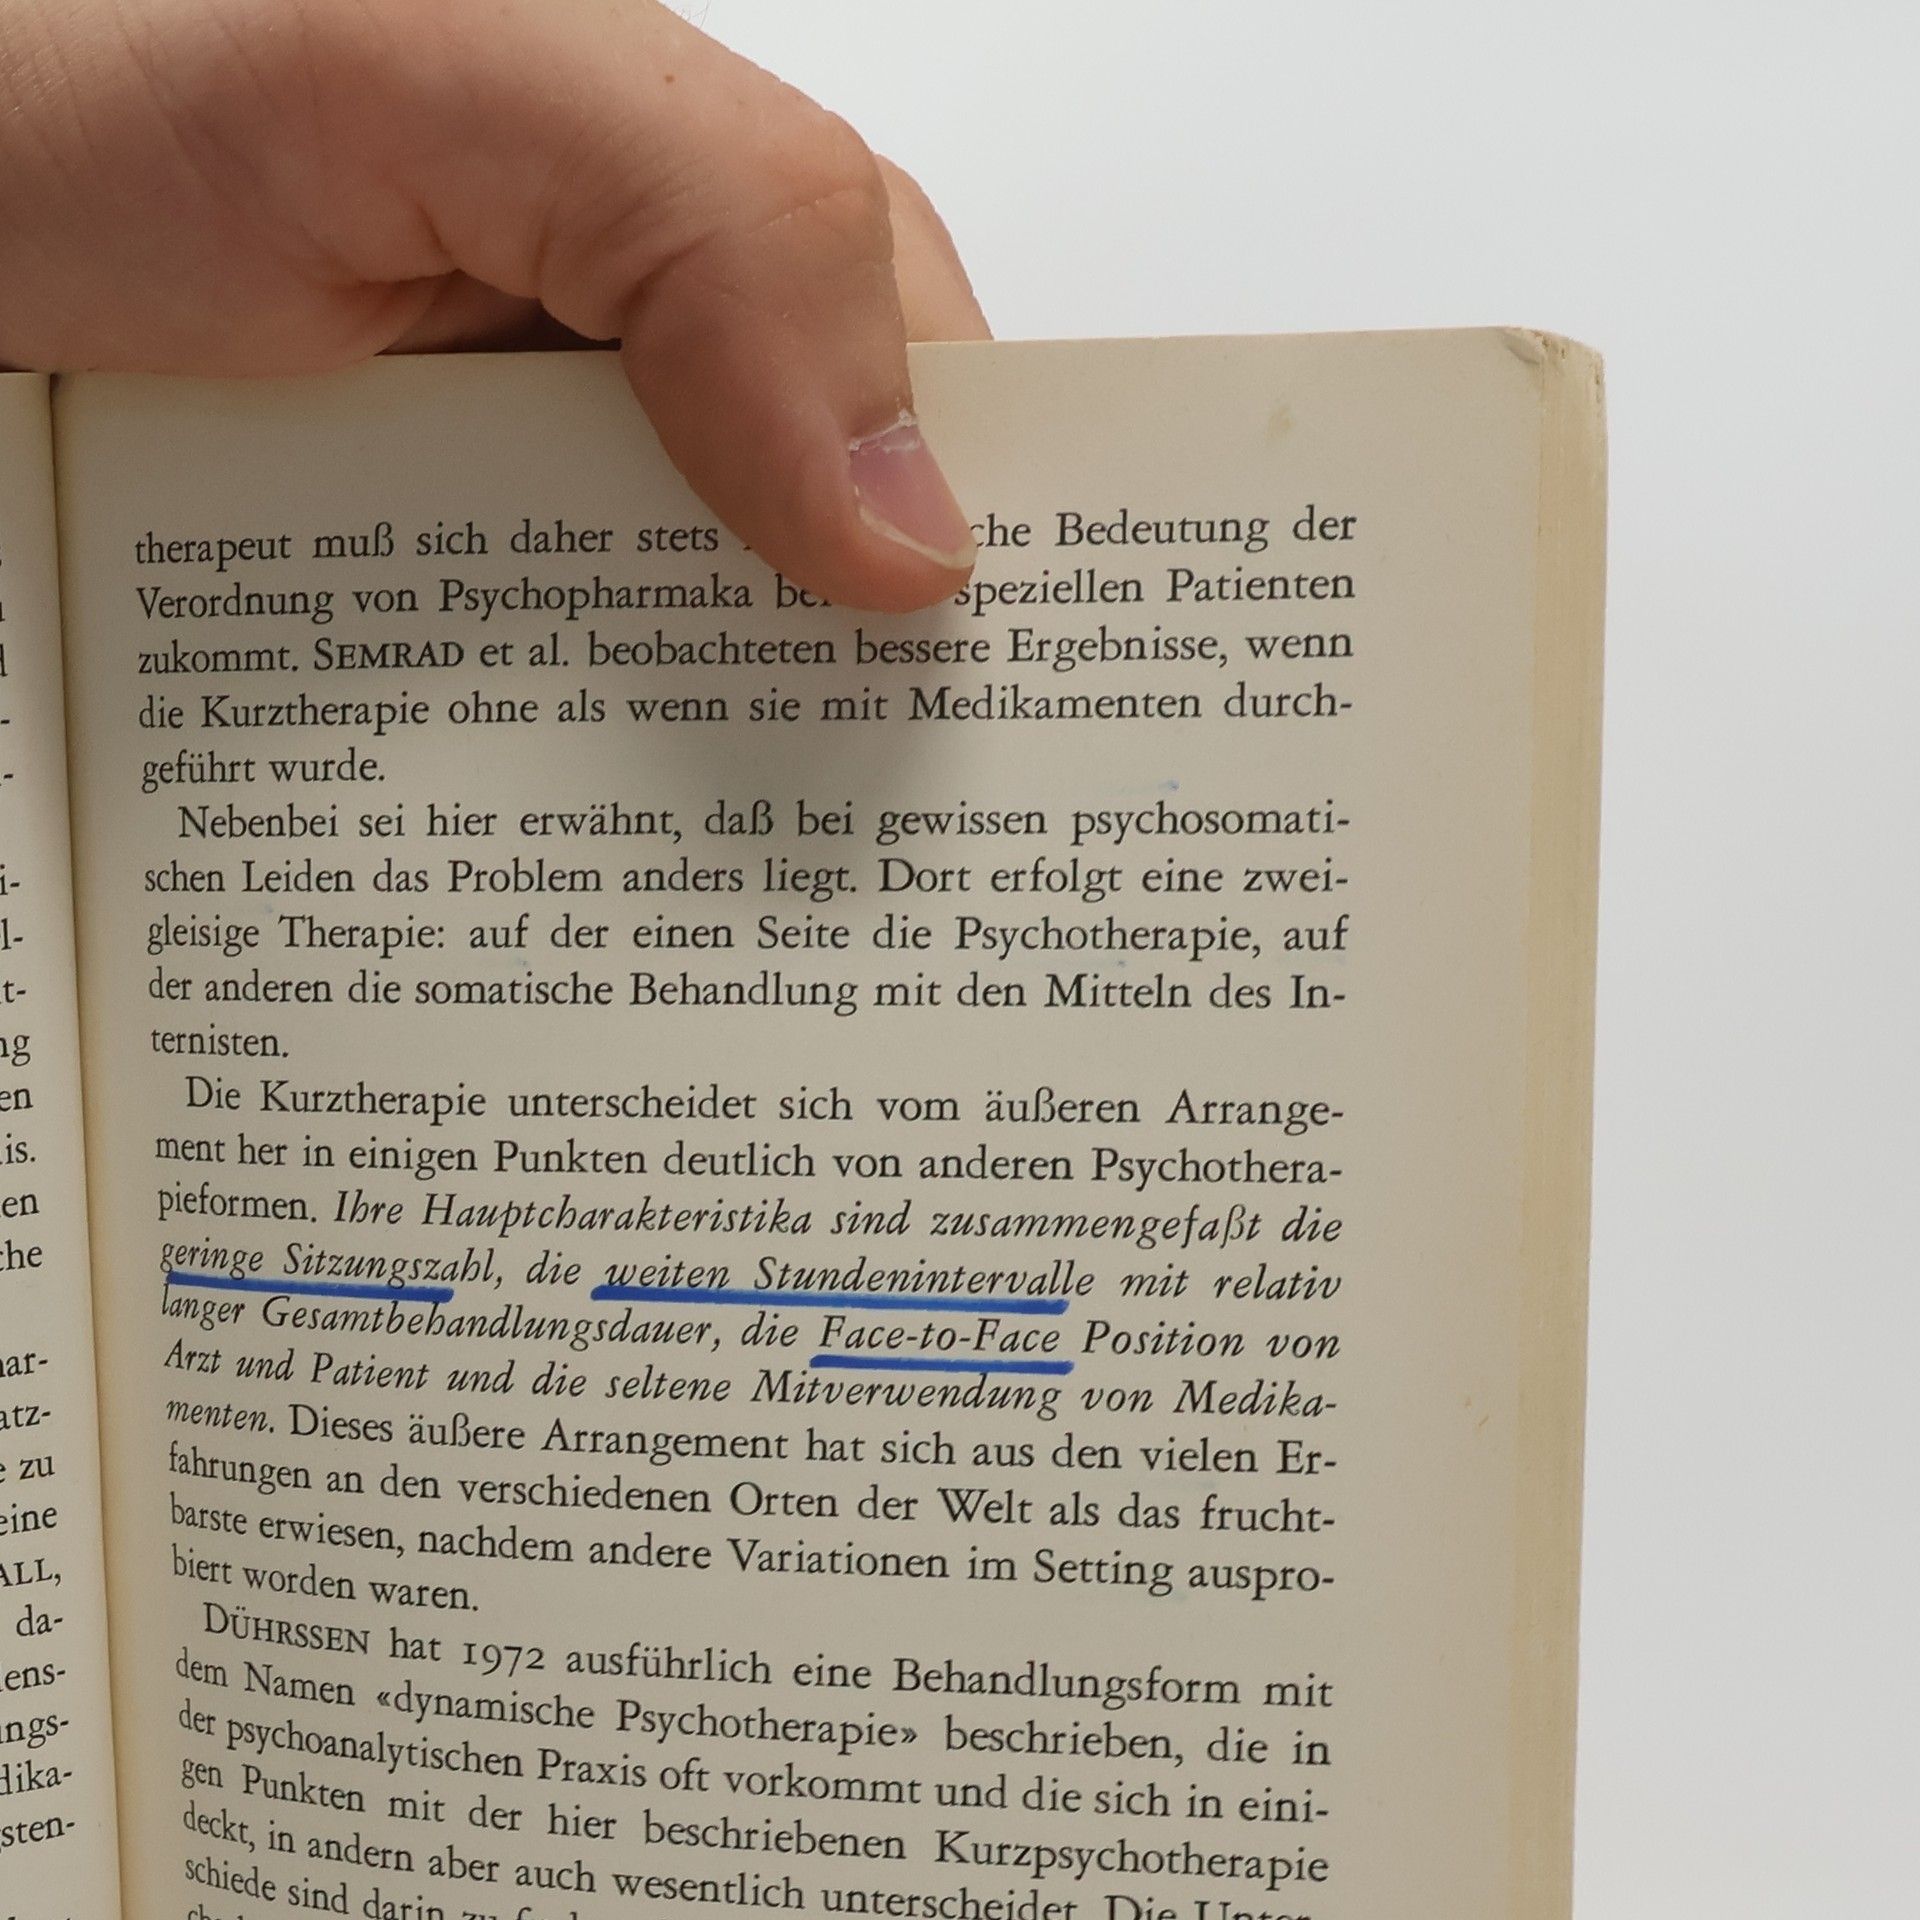 therapeut muß sich daher stets Bedeutung der
Verordnung von Psychopharmaka speziellen Patienten
zukommt. SEMRAD et al. beobachteten bessere Ergebnisse, wenn
die Kurztherapie ohne als wenn sie mit Medikamenten durch-
geführt wurde.
Nebenbei sei hier erwähnt, daß bei gewissen psychosomati-
schen Leiden das Problem anders liegt. Dort erfolgt eine zwei-
gleisige Therapie: auf der einen Seite die Psychotherapie, auf
der anderen die somatische Behandlung mit den Mitteln des In-
ternisten.
Die Kurztherapie unterscheidet sich vom äußeren Arrange-
ment her in einigen Punkten deutlich von anderen Psychothera-
pieformen. Ihre Hauptcharakteristika sind zusammengefaßt die
geringe Sitzungszahl, die weiten Stundenintervalle mit relativ
langer Gesamtbehandlungsdauer, die Face-to-Face Position von
Arzt und Patient und die seltene Mitverwendung von Medika-
menten. Dieses äußere Arrangement hat sich aus den vielen Er-
fahrungen an den verschiedenen Orten der Welt als das frucht-
barste erwiesen, nachdem andere Variationen im Setting auspro-
biert worden waren.
DÜHRSSEN hat 1972 ausführlich eine Behandlungsform mit
dem Namen «dynamische Psychotherapie» beschrieben, die in
der psychoanalytischen Praxis oft vorkommt und die sich in eini-
gen Punkten mit der hier beschriebenen Kurzpsychotherapie
deckt, in andern aber auch wesentlich unterscheidet. Die Unter-
schiede sind darin zu